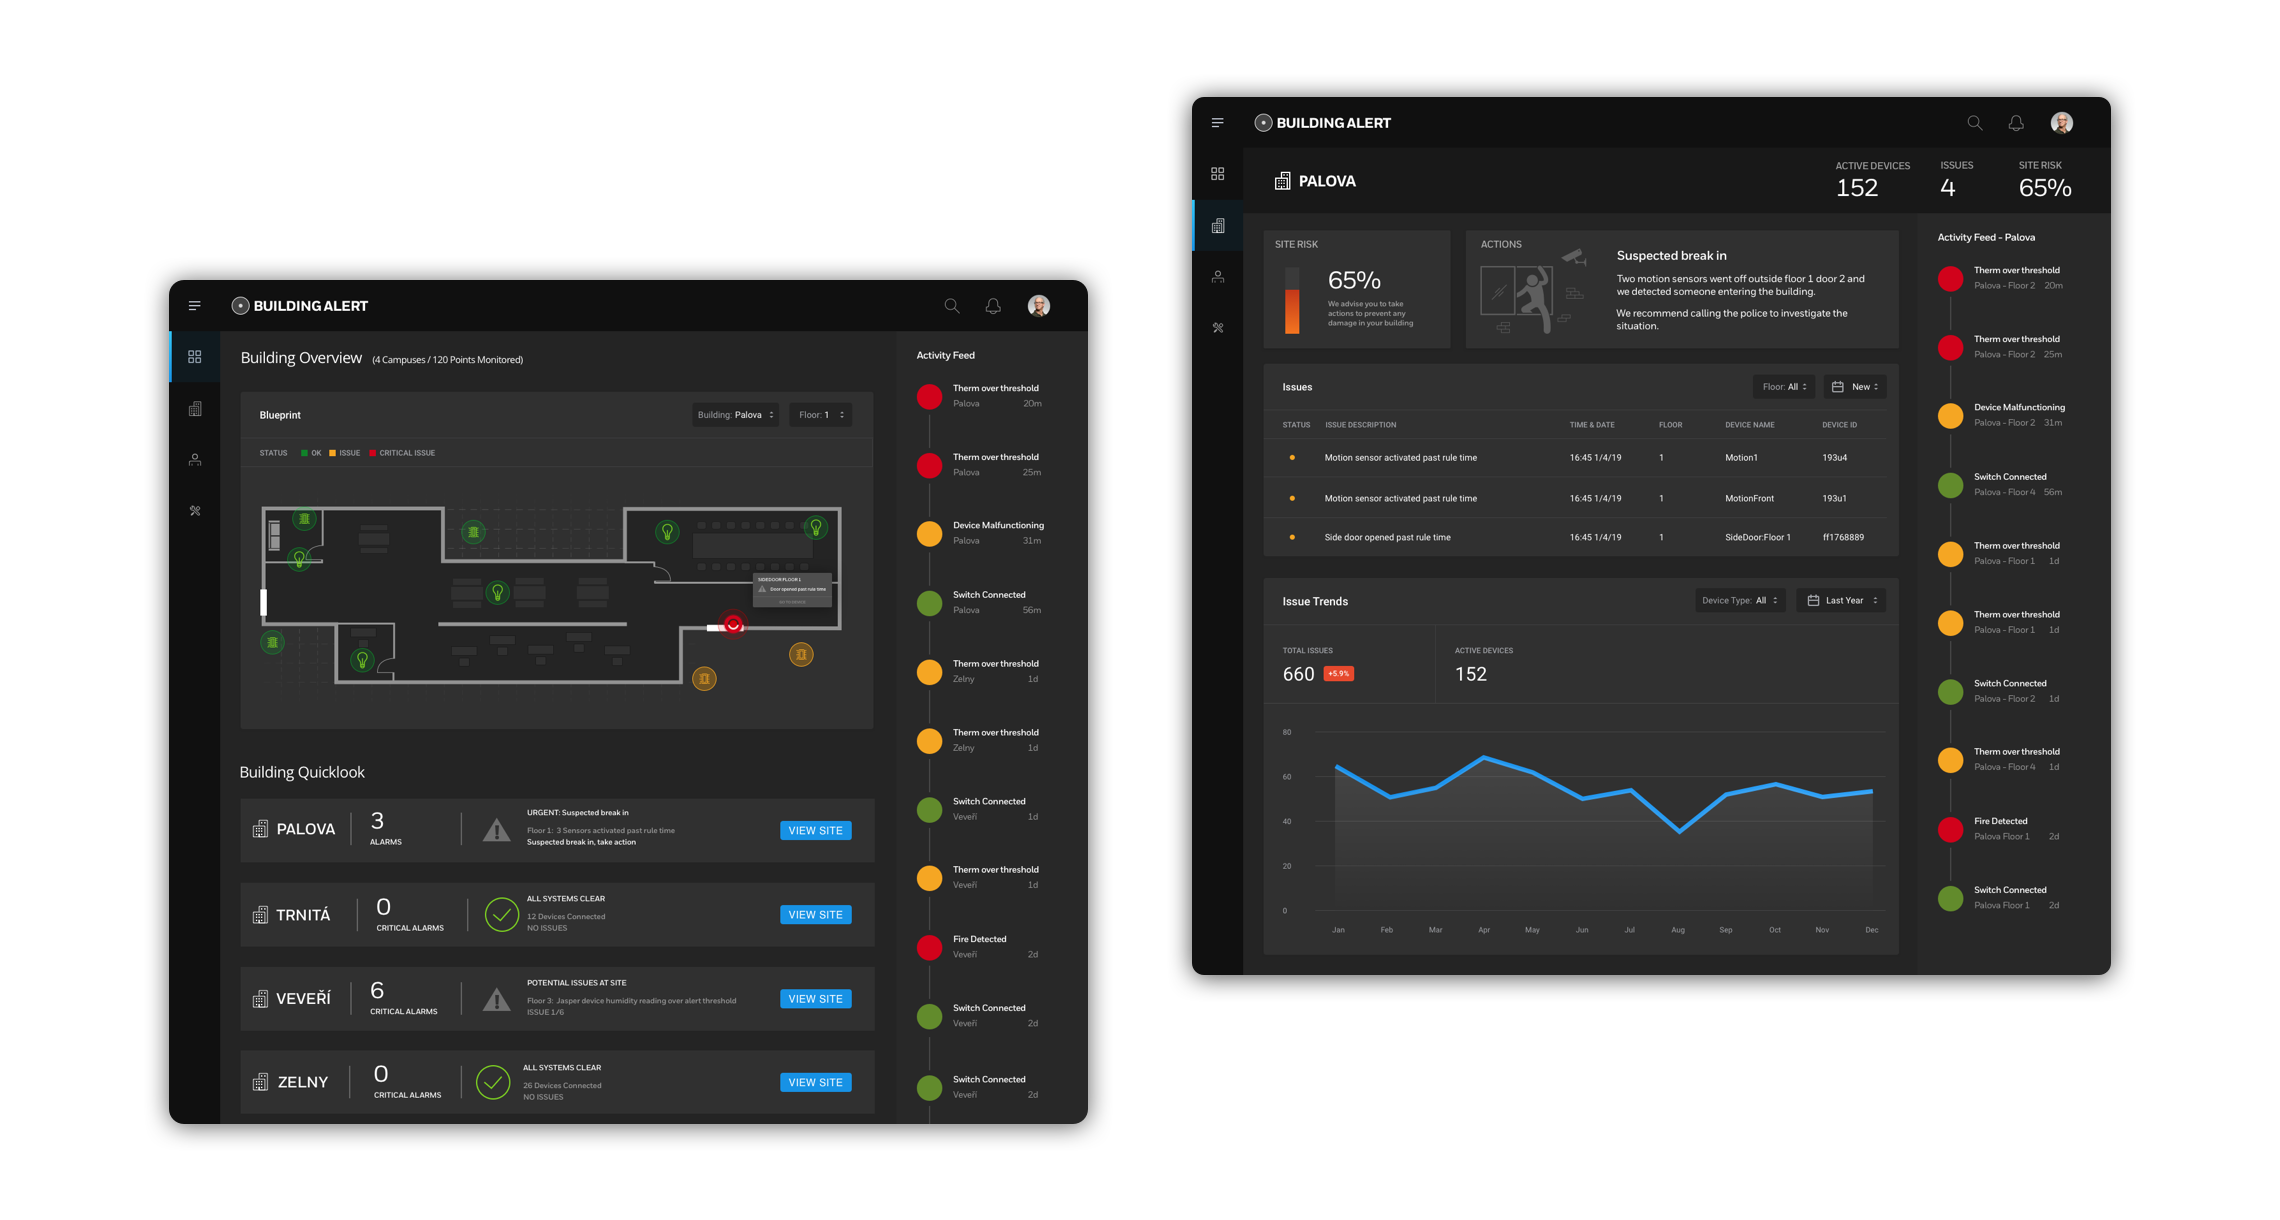 BUILDING ALERT
Building Overview (4 Campuses / 120 Points Monitored)
Blueprint
Building: Palova
Floor: 1
STATUS OK ISSUE CRITICAL ISSUE
SIDEDOOR FLOOR 1
Door opened past rule time
GO TO DEVICE
Building Quicklook
PALOVA
3
ALARMS
URGENT: Suspected break in
Floor 1: 3 Sensors activated past rule time
Suspected break in, take action
VIEW SITE
TRNITÁ
0
CRITICAL ALARMS
ALL SYSTEMS CLEAR
12 Devices Connected
NO ISSUES
VIEW SITE
VEVEŘÍ
6
CRITICAL ALARMS
POTENTIAL ISSUES AT SITE
Floor 3: Jasper device humidity reading over alert threshold
ISSUE 1/6
VIEW SITE
ZELNY
0
CRITICAL ALARMS
ALL SYSTEMS CLEAR
26 Devices Connected
NO ISSUES
VIEW SITE
Activity Feed
Therm over threshold
Palova 20m
Therm over threshold
Palova 25m
Device Malfunctioning
Palova 31m
Switch Connected
Palova 56m
Therm over threshold
Zelny 1d
Therm over threshold
Zelny 1d
Switch Connected
Veveří 1d
Therm over threshold
Veveří 1d
Fire Detected
Veveří 2d
Switch Connected
Veveří 2d
Switch Connected
Veveří 2d
BUILDING ALERT
PALOVA
ACTIVE DEVICES
152
ISSUES
4
SITE RISK
65%
SITE RISK
65%
We advise you to take
actions to prevent any
damage in your building
ACTIONS
Suspected break in
Two motion sensors went off outside floor 1 door 2 and
we detected someone entering the building.
We recommend calling the police to investigate the
situation.
Issues
Floor: All
New
STATUS ISSUE DESCRIPTION TIME & DATE FLOOR DEVICE NAME DEVICE ID
Motion sensor activated past rule time 16:45 1/4/19 1 Motion1 193u4
Motion sensor activated past rule time 16:45 1/4/19 1 MotionFront 193u1
Side door opened past rule time 16:45 1/4/19 1 SideDoor:Floor 1 ff1768889
Issue Trends
Device Type: All
Last Year
TOTAL ISSUES
660 +5.9%
ACTIVE DEVICES
152
80
60
40
20
0
Jan Feb Mar Apr May Jun Jul Aug Sep Oct Nov Dec
Activity Feed - Palova
Therm over threshold
Palova - Floor 2 20m
Therm over threshold
Palova - Floor 2 25m
Device Malfunctioning
Palova - Floor 2 31m
Switch Connected
Palova - Floor 4 56m
Therm over threshold
Palova - Floor 1 1d
Therm over threshold
Palova - Floor 1 1d
Switch Connected
Palova - Floor 2 1d
Therm over threshold
Palova - Floor 4 1d
Fire Detected
Palova Floor 1 2d
Switch Connected
Palova Floor 1 2d